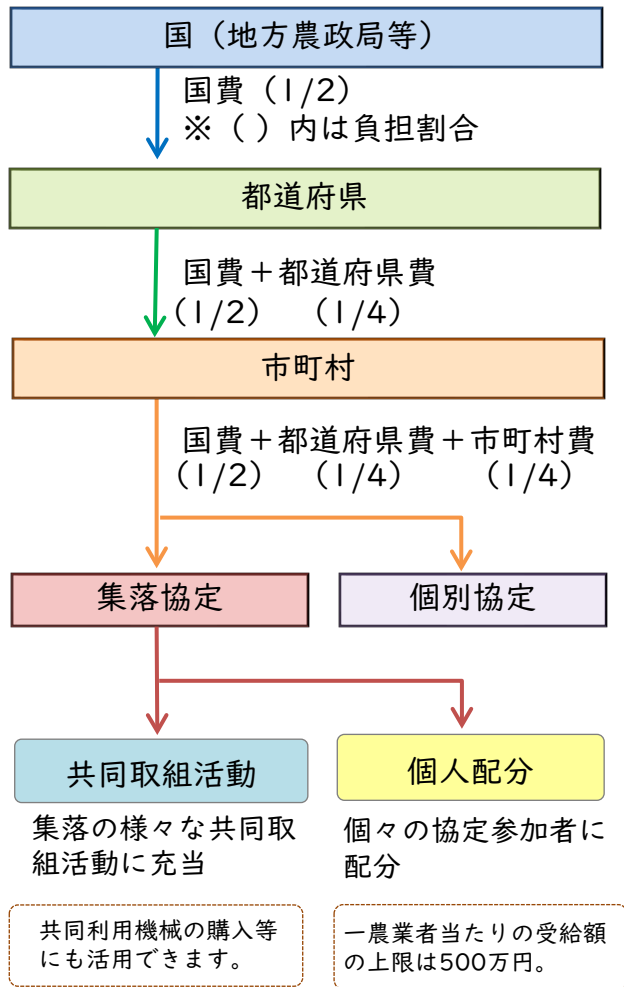 国（地方農政局等）
国費（1/2）
※（ ）内は負担割合
都道府県
国費＋都道府県費
（1/2）　（1/4）
市町村
国費＋都道府県費＋市町村費
（1/2）　（1/4）　　（1/4）
集落協定
個別協定
共同取組活動
個人配分
集落の様々な共同取
組活動に充当
個々の協定参加者に
配分
共同利用機械の購入等
にも活用できます。
一農業者当たりの受給額
の上限は500万円。